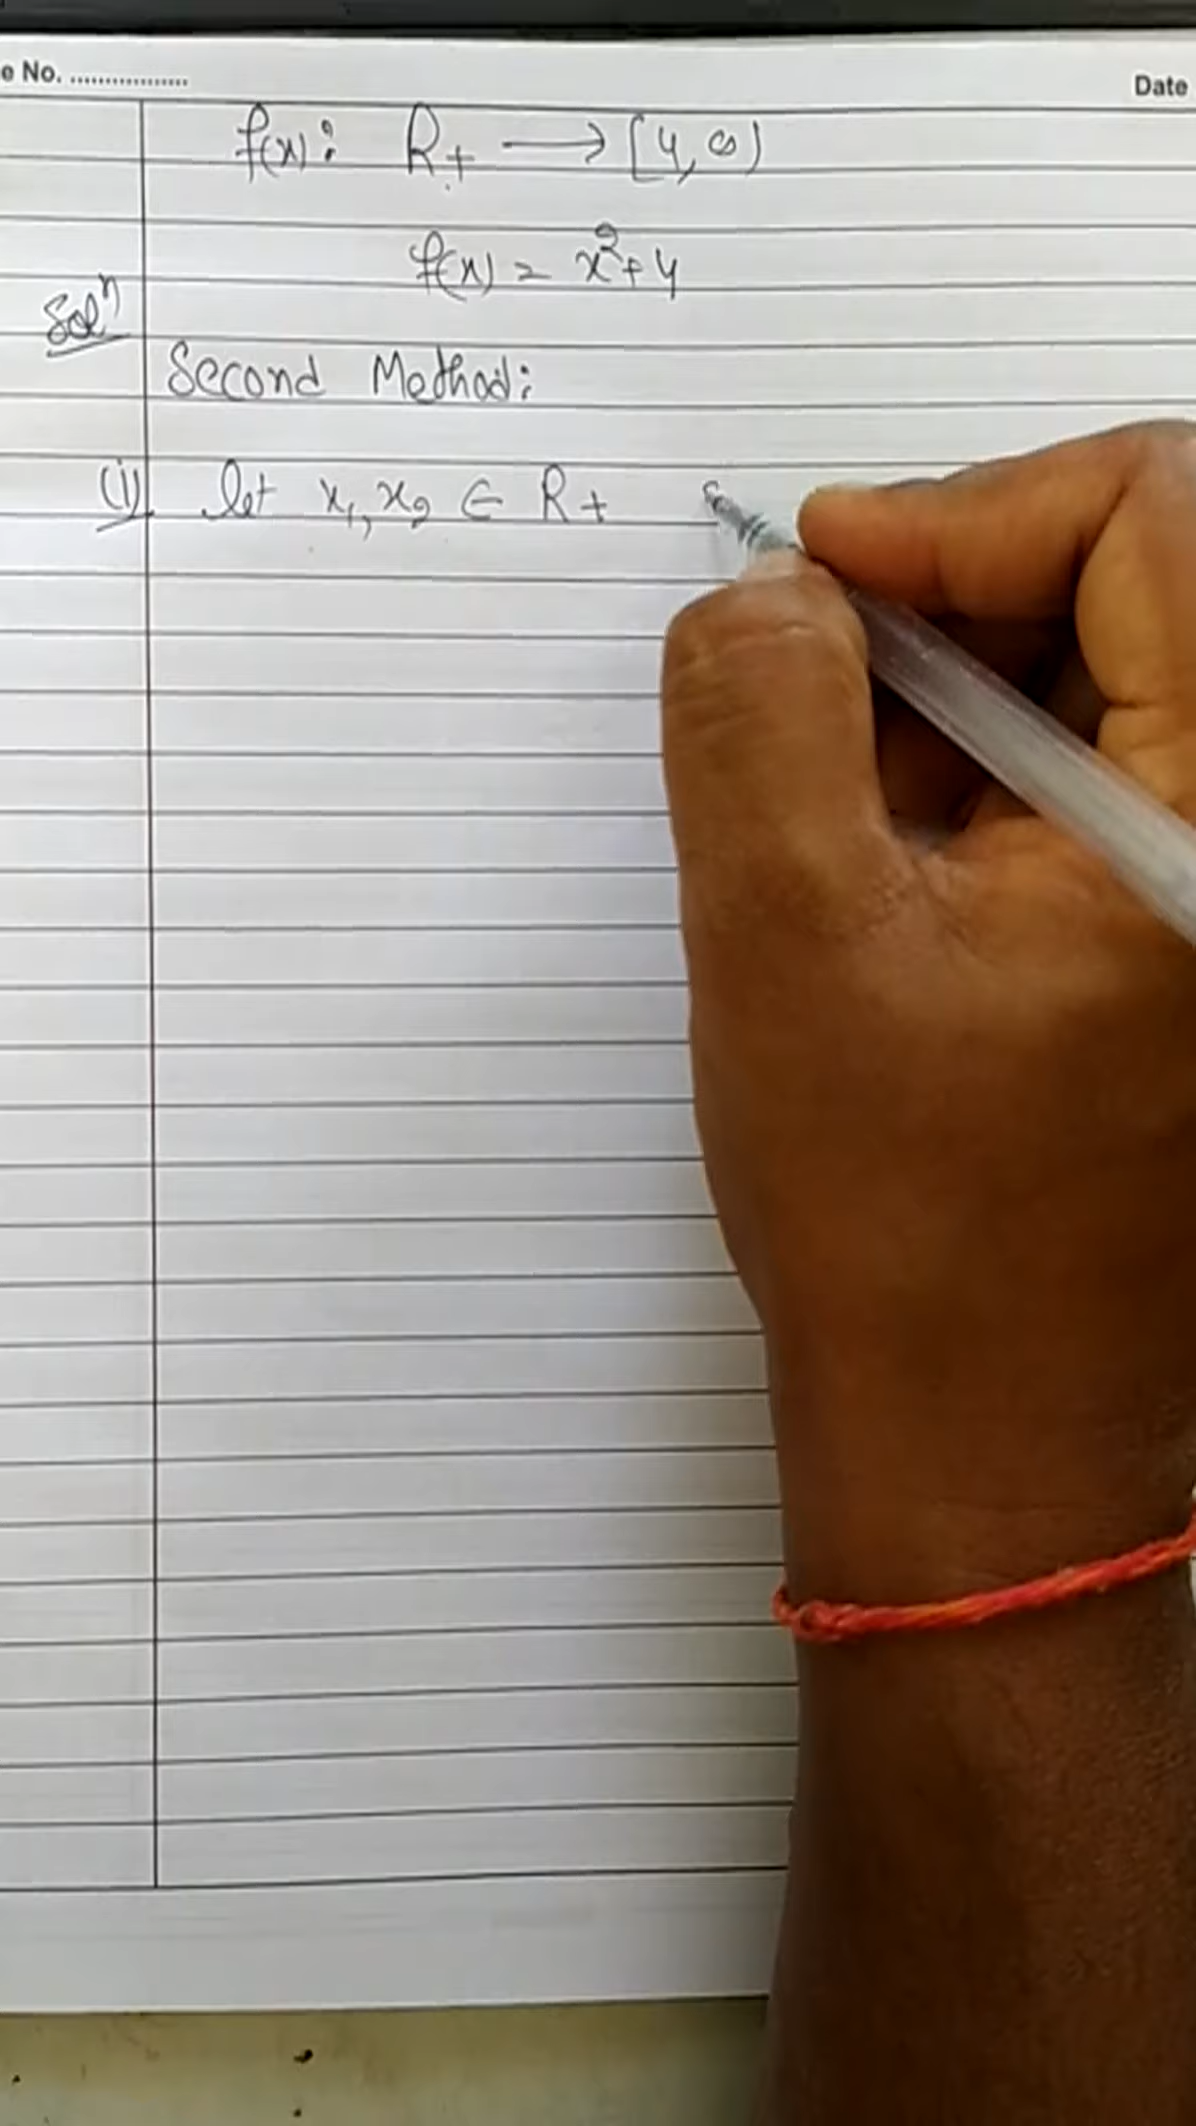 e No. ................. Date
f(x): R+ → [4, ∞)
f(x) = x²+4
Solⁿ
Second Method:
(i) let x₁, x₂ ∈ R+